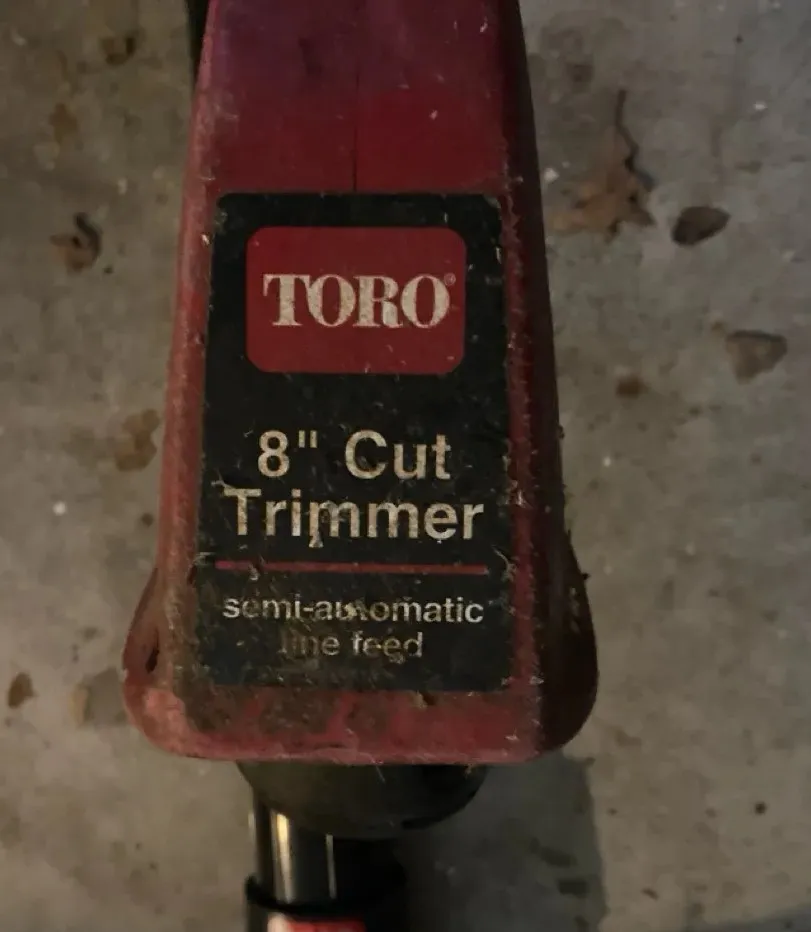 TORO®
8" Cut
Trimmer
semi-automatic
line feed